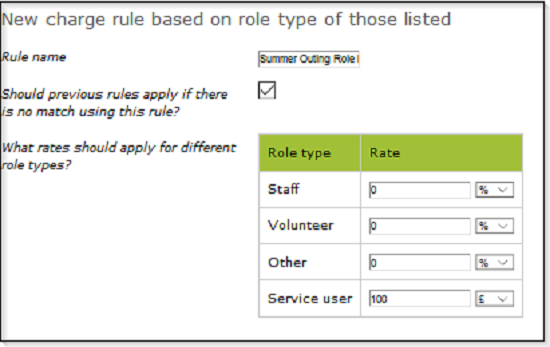 New charge rule based on role type of those listed
Rule name
Summer Outing Role
Should previous rules apply if there
is no match using this rule?
What rates should apply for different
role types?
Role type Rate
Staff 0 %
Volunteer 0 %
Other 0 %
Service user 100 £